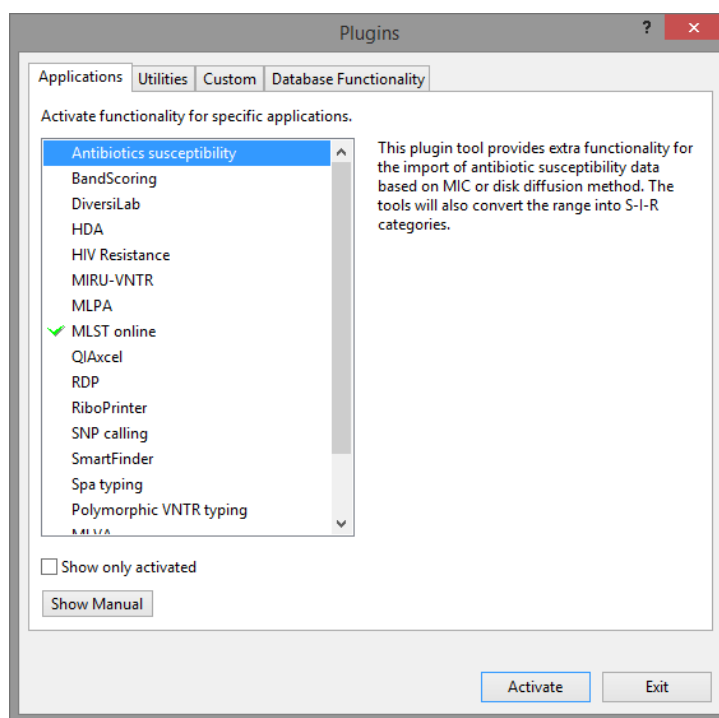 Plugins
?
Applications Utilities Custom Database Functionality
Activate functionality for specific applications.
Antibiotics susceptibility
BandScoring
DiversiLab
HDA
HIV Resistance
MIRU-VNTR
MLPA
MLST online
QIAxcel
RDP
RiboPrinter
SNP calling
SmartFinder
Spa typing
Polymorphic VNTR typing
MLVA
This plugin tool provides extra functionality for
the import of antibiotic susceptibility data
based on MIC or disk diffusion method. The
tools will also convert the range into S-I-R
categories.
Show only activated
Show Manual
Activate Exit